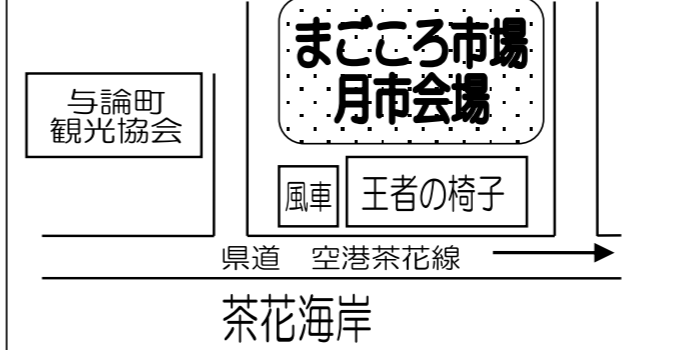 まごころ市場
月市会場
与論町
観光協会
風車
王者の椅子
県道　空港茶花線
茶花海岸